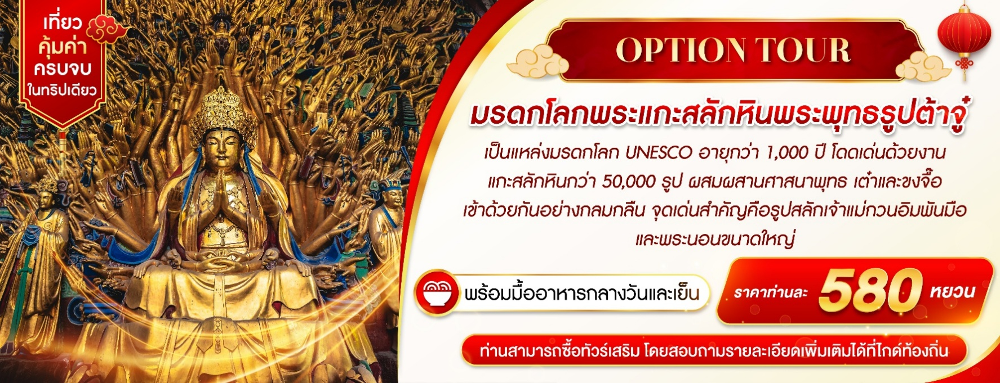 เที่ยว
คุ้มค่า
ครบจบ
ในทริปเดียว
OPTION TOUR
มรดกโลกพระแกะสลักหินพระพุทธรูปต้าจู๋
เป็นแหล่งมรดกโลก UNESCO อายุกว่า 1,000 ปี โดดเด่นด้วยงาน
แกะสลักหินกว่า 50,000 รูป ผสมผสานศาสนาพุทธ เต๋าและขงจื๊อ
เข้าด้วยกันอย่างกลมกลืน จุดเด่นสำคัญคือรูปสลักเจ้าแม่กวนอิมพันมือ
และพระนอนขนาดใหญ่
พร้อมมื้ออาหารกลางวันและเย็น
ราคาท่านละ 580 หยวน
ท่านสามารถซื้อทัวร์เสริม โดยสอบถามรายละเอียดเพิ่มเติมได้ที่ไกด์ท้องถิ่น